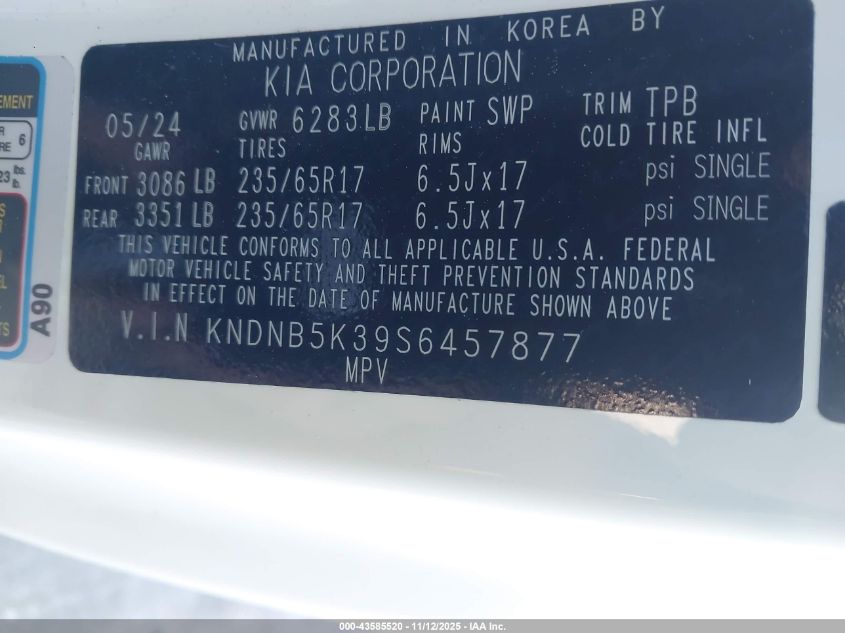 MANUFACTURED IN KOREA BY
KIA CORPORATION
05/24 GVWR 6283LB PAINT SWP TRIM TPB
GAWR TIRES RIMS COLD TIRE INFL
FRONT 3086 LB 235/65R17 6.5Jx17 psi SINGLE
REAR 3351 LB 235/65R17 6.5Jx17 psi SINGLE
THIS VEHICLE CONFORMS TO ALL APPLICABLE U.S.A. FEDERAL
MOTOR VEHICLE SAFETY AND THEFT PREVENTION STANDARDS
IN EFFECT ON THE DATE OF MANUFACTURE SHOWN ABOVE
V.I.N KNDNB5K39S6457877
MPV
6
lbs.
A90
000-43585520 - 11/12/2025 - IAA Inc.